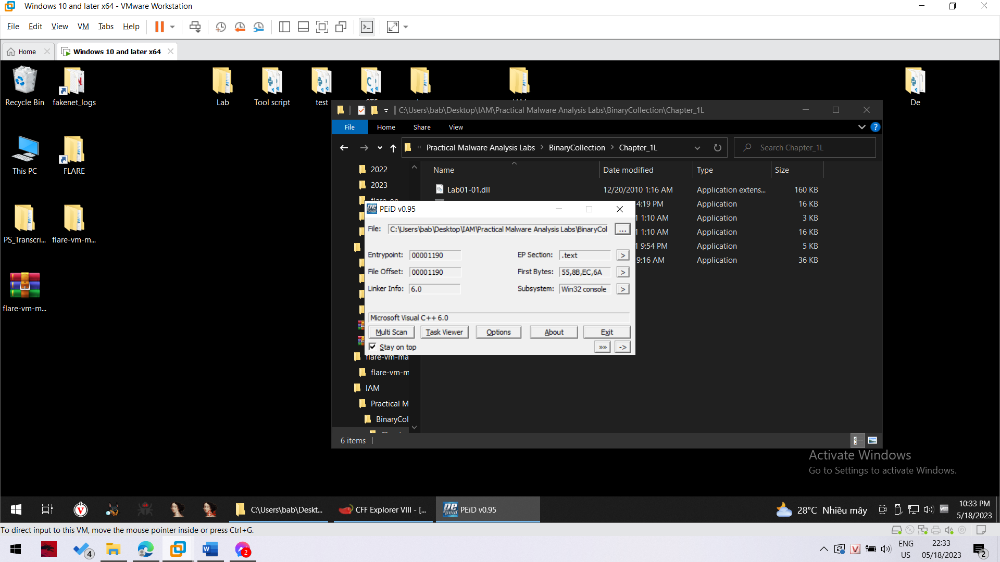 Windows 10 and later x64 - VMware Workstation
File Edit View VM Tabs Help
Home Windows 10 and later x64
Recycle Bin fakenet_logs Lab Tool script test De
This PC FLARE
PS_Transcri... flare-vm-m...
flare-vm-m...
C:\Users\bab\Desktop\IAM\Practical Malware Analysis Labs\BinaryCollection\Chapter_1L
File Home Share View ?
« Practical Malware Analysis Labs > BinaryCollection > Chapter_1L Search Chapter_1L
2022
2023
flare-vm-ma
flare-vm-m
IAM
Practical M
BinaryCol
Name Date modified Type Size
Lab01-01.dll 12/20/2010 1:16 AM Application extens... 160 KB
4:19 PM Application 16 KB
1 1:10 AM Application 3 KB
1 1:10 AM Application 16 KB
1 9:54 PM Application 5 KB
9:16 AM Application 36 KB
6 items
PEiD v0.95
File: C:\Users\bab\Desktop\IAM\Practical Malware Analysis Labs\BinaryCol ...
Entrypoint: 00001190 EP Section: .text >
File Offset: 00001190 First Bytes: 55,8B,EC,6A >
Linker Info: 6.0 Subsystem: Win32 console >
Microsoft Visual C++ 6.0
Multi Scan Task Viewer Options About Exit
Stay on top »» ->
Activate Windows
Go to Settings to activate Windows.
C:\Users\bab\Deskt... CFF Explorer VIII - [... PEiD v0.95 28°C Nhiều mây 10:33 PM
5/18/2023
To direct input to this VM, move the mouse pointer inside or press Ctrl+G.
4 2 ENG 22:33
US 05/18/2023 2